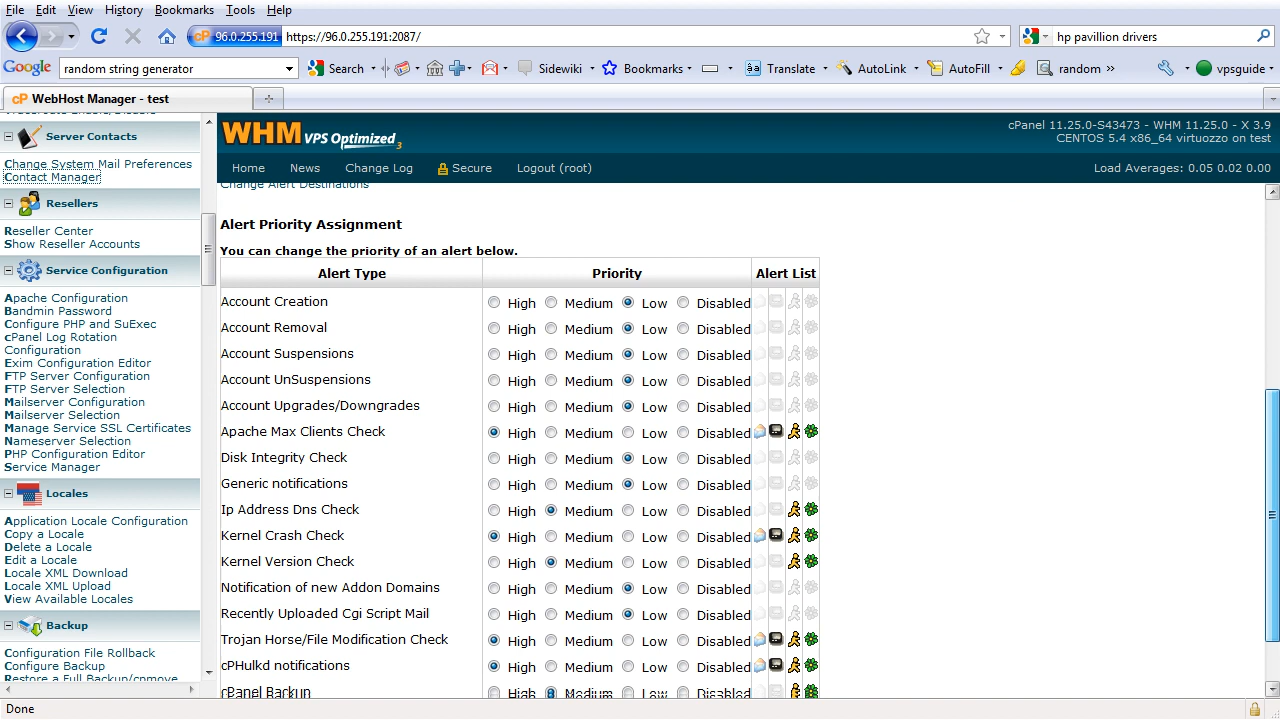 File Edit View History Bookmarks Tools Help
cP 96.0.255.191 https://96.0.255.191:2087/ hp pavillion drivers
Google random string generator Search Sidewiki Bookmarks Translate AutoLink AutoFill random » vpsguide
cP WebHost Manager - test
Server Contacts
Change System Mail Preferences
Contact Manager
Resellers
Reseller Center
Show Reseller Accounts
Service Configuration
Apache Configuration
Bandmin Password
Configure PHP and SuExec
cPanel Log Rotation
Configuration
Exim Configuration Editor
FTP Server Configuration
FTP Server Selection
Mailserver Configuration
Mailserver Selection
Manage Service SSL Certificates
Nameserver Selection
PHP Configuration Editor
Service Manager
Locales
Application Locale Configuration
Copy a Locale
Delete a Locale
Edit a Locale
Locale XML Download
Locale XML Upload
View Available Locales
Backup
Configuration File Rollback
Configure Backup
Restore a Full Backup/cpmove
WHM VPS Optimized 3
cPanel 11.25.0-S43473 - WHM 11.25.0 - X 3.9
CENTOS 5.4 x86_64 virtuozzo on test
Home News Change Log Secure Logout (root) Load Averages: 0.05 0.02 0.00
Change Alert Destinations
Alert Priority Assignment
You can change the priority of an alert below.
Alert Type Priority Alert List
Account Creation High Medium Low Disabled
Account Removal High Medium Low Disabled
Account Suspensions High Medium Low Disabled
Account UnSuspensions High Medium Low Disabled
Account Upgrades/Downgrades High Medium Low Disabled
Apache Max Clients Check High Medium Low Disabled
Disk Integrity Check High Medium Low Disabled
Generic notifications High Medium Low Disabled
Ip Address Dns Check High Medium Low Disabled
Kernel Crash Check High Medium Low Disabled
Kernel Version Check High Medium Low Disabled
Notification of new Addon Domains High Medium Low Disabled
Recently Uploaded Cgi Script Mail High Medium Low Disabled
Trojan Horse/File Modification Check High Medium Low Disabled
cPHulkd notifications High Medium Low Disabled
cPanel Backup High Medium Low Disabled
Done